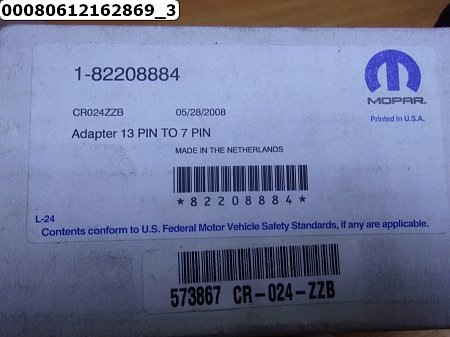 00080612162869_3
1-82208884
MOPAR
CR024ZZB 05/28/2008
Printed in U.S.A.
Adapter 13 PIN TO 7 PIN
MADE IN THE NETHERLANDS
*82208884*
L-24
Contents conform to U.S. Federal Motor Vehicle Safety Standards, if any are applicable.
573867 CR-024-ZZB